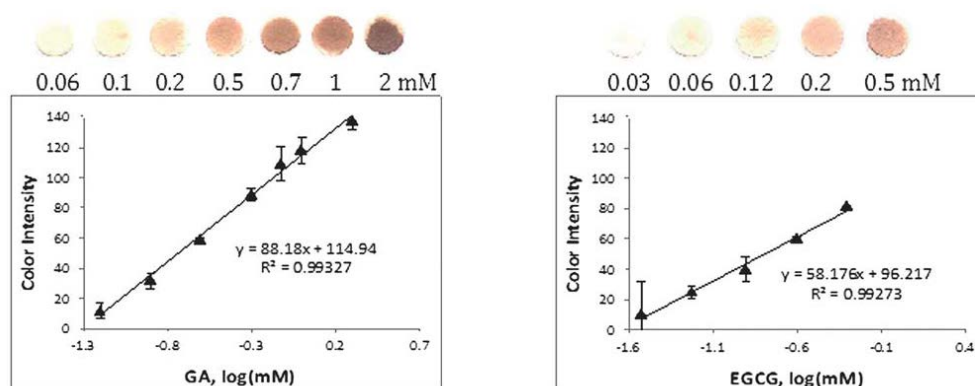 0.06 0.1 0.2 0.5 0.7 1 2 mM
Color Intensity
140
120
100
80
60
40
20
0
y = 88.18x + 114.94
R² = 0.99327
-1.3 -0.8 -0.3 0.2 0.7
GA, log(mM)
0.03 0.06 0.12 0.2 0.5 mM
Color Intensity
140
120
100
80
60
40
20
0
y = 58.176x + 96.217
R² = 0.99273
-1.6 -1.1 -0.6 -0.1 0.4
EGCG, log(mM)